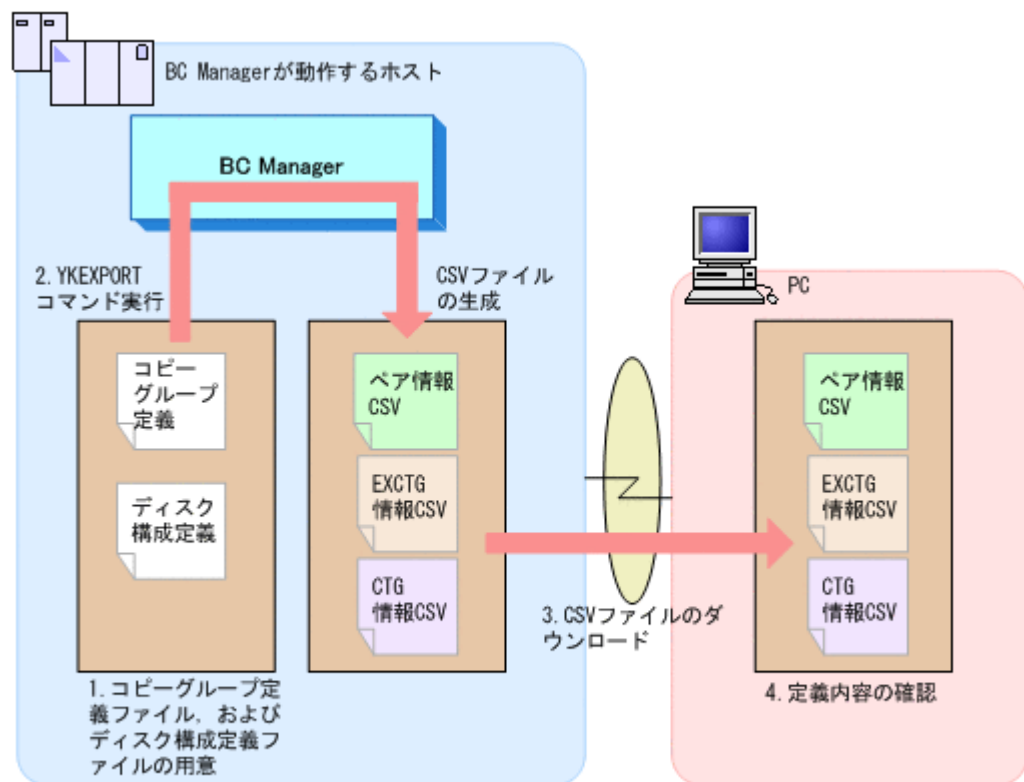 BC Managerが動作するホスト
BC Manager
2.YKEXPORT
コマンド実行
CSVファイル
の生成
PC
コピー
グループ
定義
ディスク
構成定義
ペア情報
CSV
EXCTG
情報CSV
CTG
情報CSV
ペア情報
CSV
EXCTG
情報CSV
CTG
情報CSV
3.CSVファイルのダ
ウンロード
1.コピーグループ定
義ファイル，および
ディスク構成定義フ
ァイルの用意
4.定義内容の確認